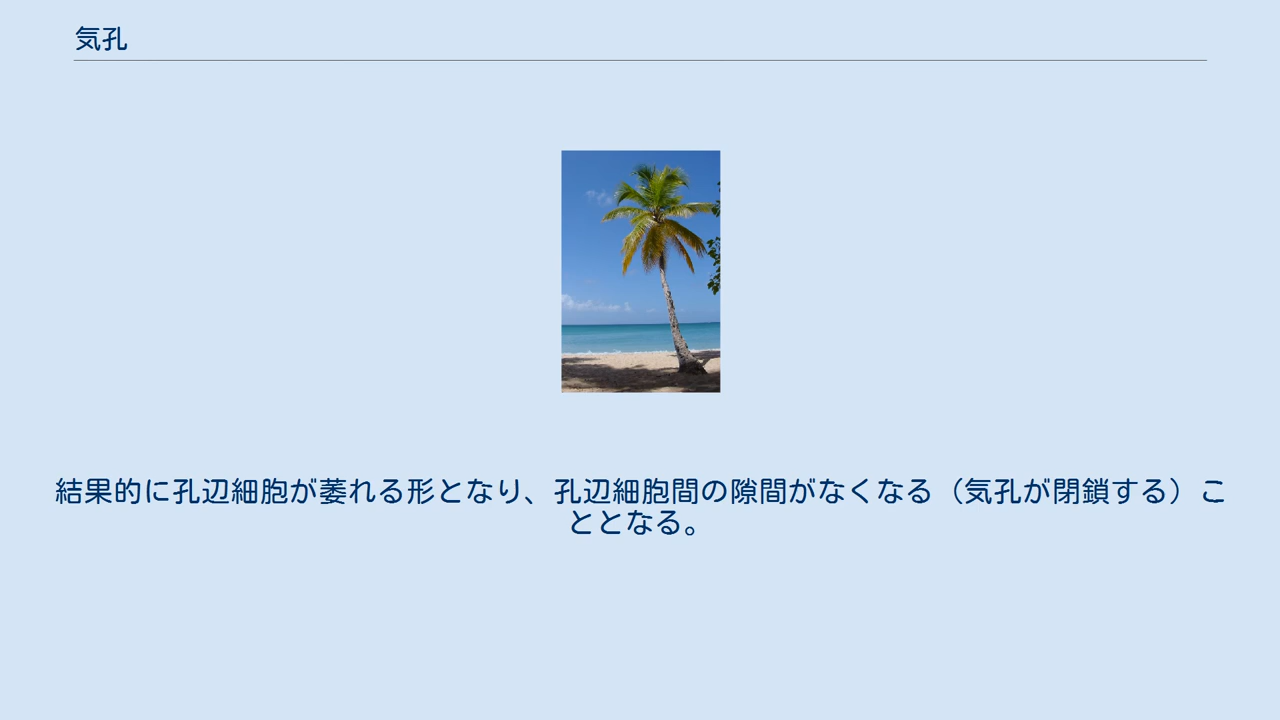 気孔
結果的に孔辺細胞が萎れる形となり、孔辺細胞間の隙間がなくなる（気孔が閉鎖する）こ
ととなる。